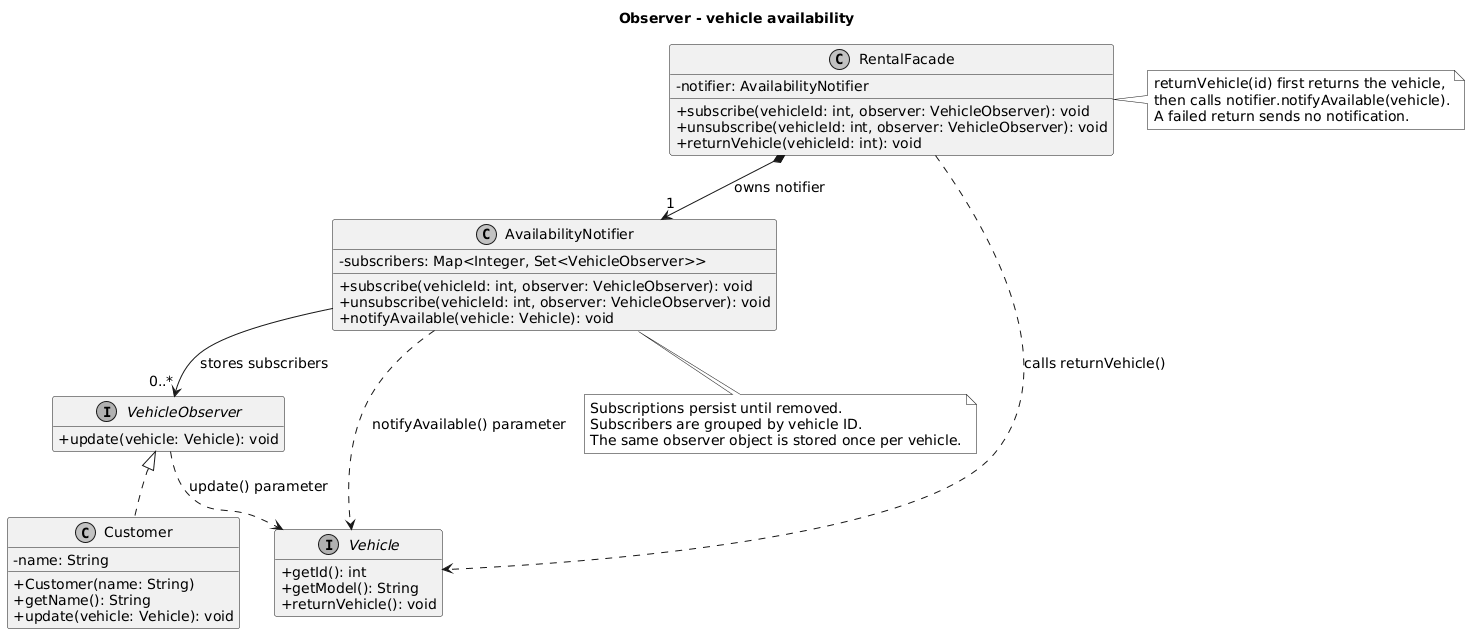 Observer - vehicle availability
C RentalFacade
-notifier: AvailabilityNotifier
+subscribe(vehicleId: int, observer: VehicleObserver): void
+unsubscribe(vehicleId: int, observer: VehicleObserver): void
+returnVehicle(vehicleId: int): void
returnVehicle(id) first returns the vehicle,
then calls notifier.notifyAvailable(vehicle).
A failed return sends no notification.
owns notifier
1
C AvailabilityNotifier
-subscribers: Map<Integer, Set<VehicleObserver>>
+subscribe(vehicleId: int, observer: VehicleObserver): void
+unsubscribe(vehicleId: int, observer: VehicleObserver): void
+notifyAvailable(vehicle: Vehicle): void
stores subscribers
0..*
calls returnVehicle()
I VehicleObserver
+update(vehicle: Vehicle): void
notifyAvailable() parameter
Subscriptions persist until removed.
Subscribers are grouped by vehicle ID.
The same observer object is stored once per vehicle.
update() parameter
C Customer
-name: String
+Customer(name: String)
+getName(): String
+update(vehicle: Vehicle): void
I Vehicle
+getId(): int
+getModel(): String
+returnVehicle(): void